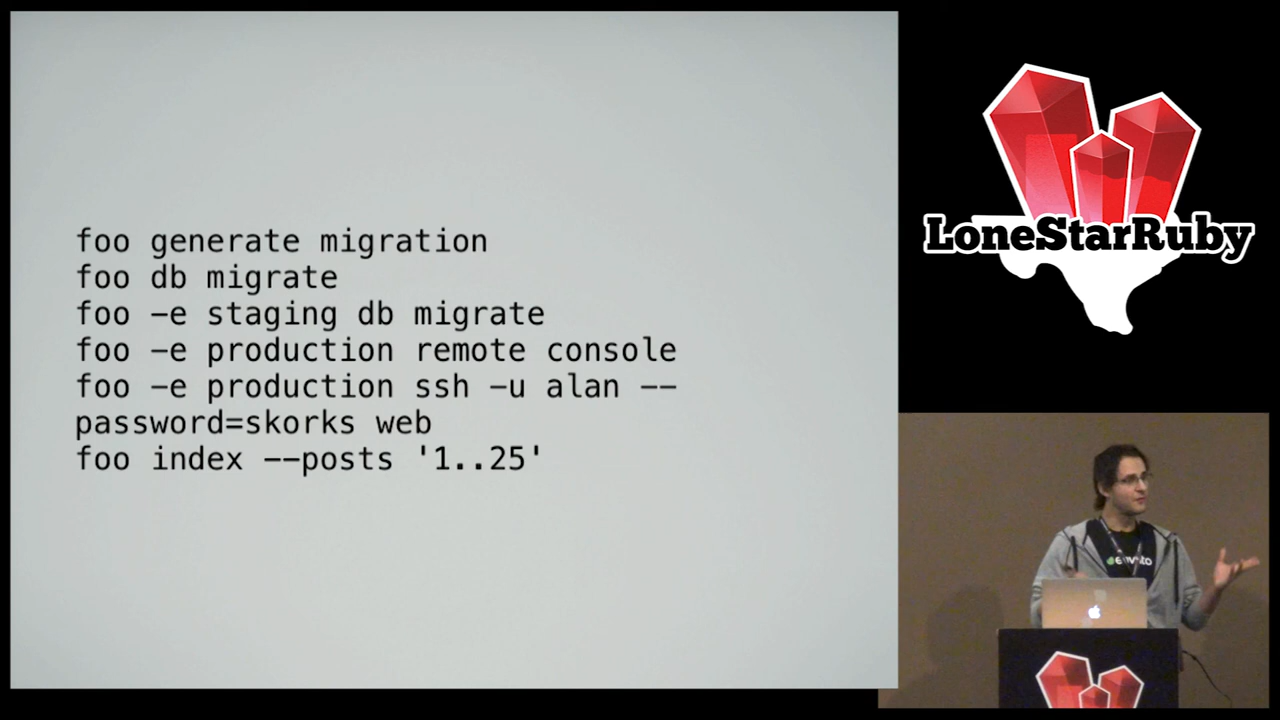 foo generate migration
foo db migrate
foo -e staging db migrate
foo -e production remote console
foo -e production ssh -u alan --
password=skorks web
foo index --posts '1..25'
LoneStarRuby
envato